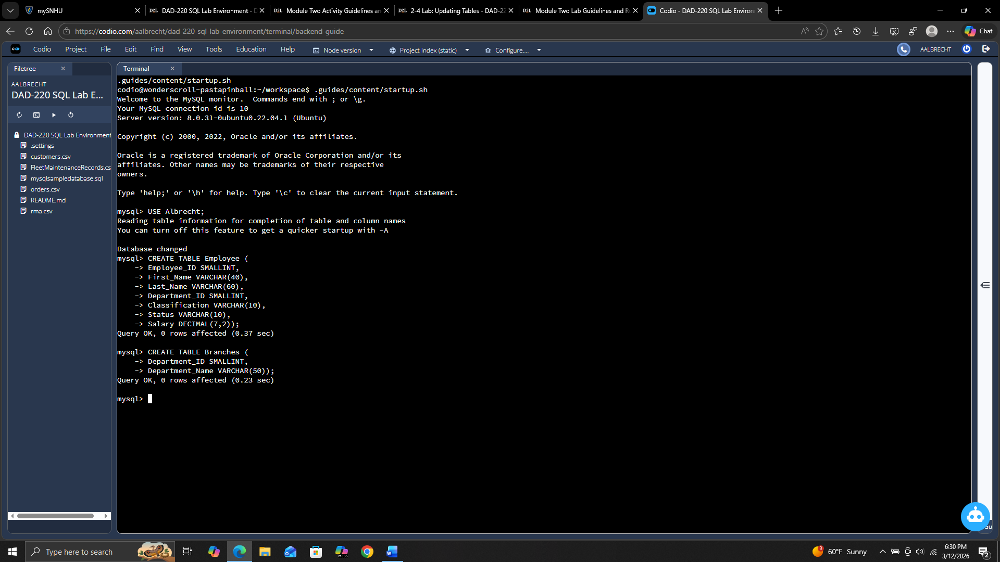 mySNHU
DAD-220 SQL Lab Environment - D
Module Two Activity Guidelines an
2-4 Lab: Updating Tables - DAD-22
Module Two Lab Guidelines and R
Codio - DAD-220 SQL Lab Environ
https://codio.com/aalbrecht/dad-220-sql-lab-environment/terminal/backend-guide
Chat
Codio Project File Edit Find View Tools Education Help Node version Project Index (static) Configure.... AALBRECHT
Filetree
AALBRECHT
DAD-220 SQL Lab E...
DAD-220 SQL Lab Environment
.settings
customers.csv
FleetMaintenanceRecords.cs
mysqlsampledatabase.sql
orders.csv
README.md
rma.csv
Terminal
.guides/content/startup.sh
codio@wonderscroll-pastapinball:~/workspace$ .guides/content/startup.sh
Welcome to the MySQL monitor.  Commands end with ; or \g.
Your MySQL connection id is 10
Server version: 8.0.31-0ubuntu0.22.04.1 (Ubuntu)
Copyright (c) 2000, 2022, Oracle and/or its affiliates.
Oracle is a registered trademark of Oracle Corporation and/or its
affiliates. Other names may be trademarks of their respective
owners.
Type 'help;' or '\h' for help. Type '\c' to clear the current input statement.
mysql> USE Albrecht;
Reading table information for completion of table and column names
You can turn off this feature to get a quicker startup with -A
Database changed
mysql> CREATE TABLE Employee (
    -> Employee_ID SMALLINT,
    -> First_Name VARCHAR(40),
    -> Last_Name VARCHAR(60),
    -> Department_ID SMALLINT,
    -> Classification VARCHAR(10),
    -> Status VARCHAR(10),
    -> Salary DECIMAL(7,2));
Query OK, 0 rows affected (0.37 sec)
mysql> CREATE TABLE Branches (
    -> Department_ID SMALLINT,
    -> Department_Name VARCHAR(50));
Query OK, 0 rows affected (0.23 sec)
mysql>
Gu
Type here to search
M365
3
60°F Sunny
6:30 PM
3/12/2026
2